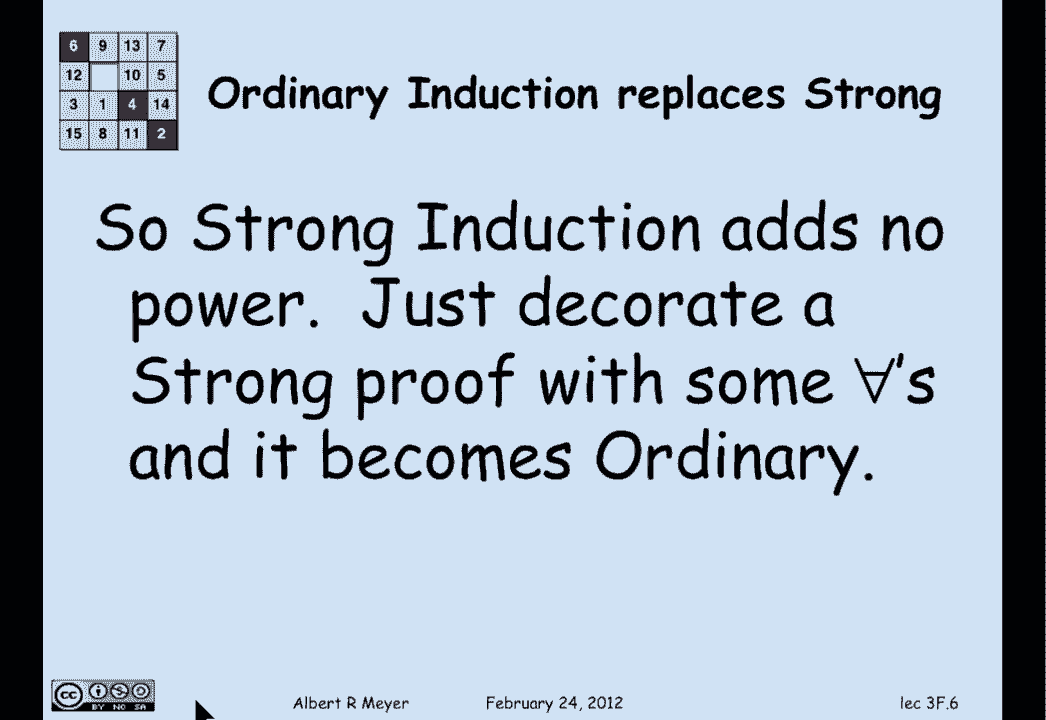 6 9 13 7
12 10 5
3 1 4 14
15 8 11 2
Ordinary Induction replaces Strong
So Strong Induction adds no
power. Just decorate a
Strong proof with some ∀'s
and it becomes Ordinary.
cc BY NC SA
Albert R Meyer February 24, 2012 lec 3F.6